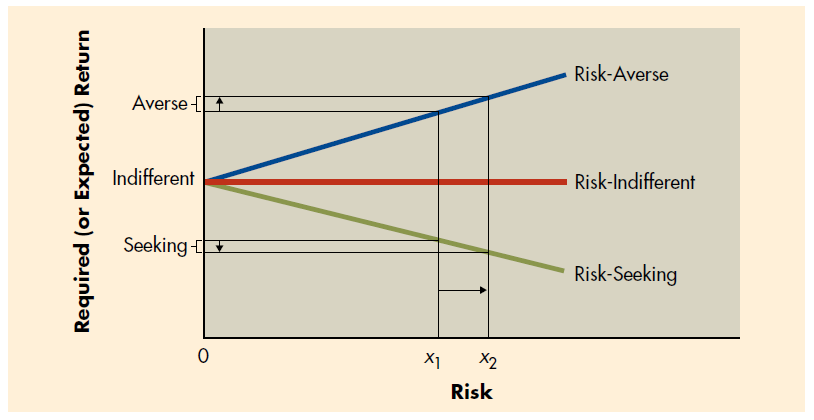 Required (or Expected) Return
Risk-Averse
Averse
Indifferent
Risk-Indifferent
Seeking
Risk-Seeking
0
x1
x2
Risk